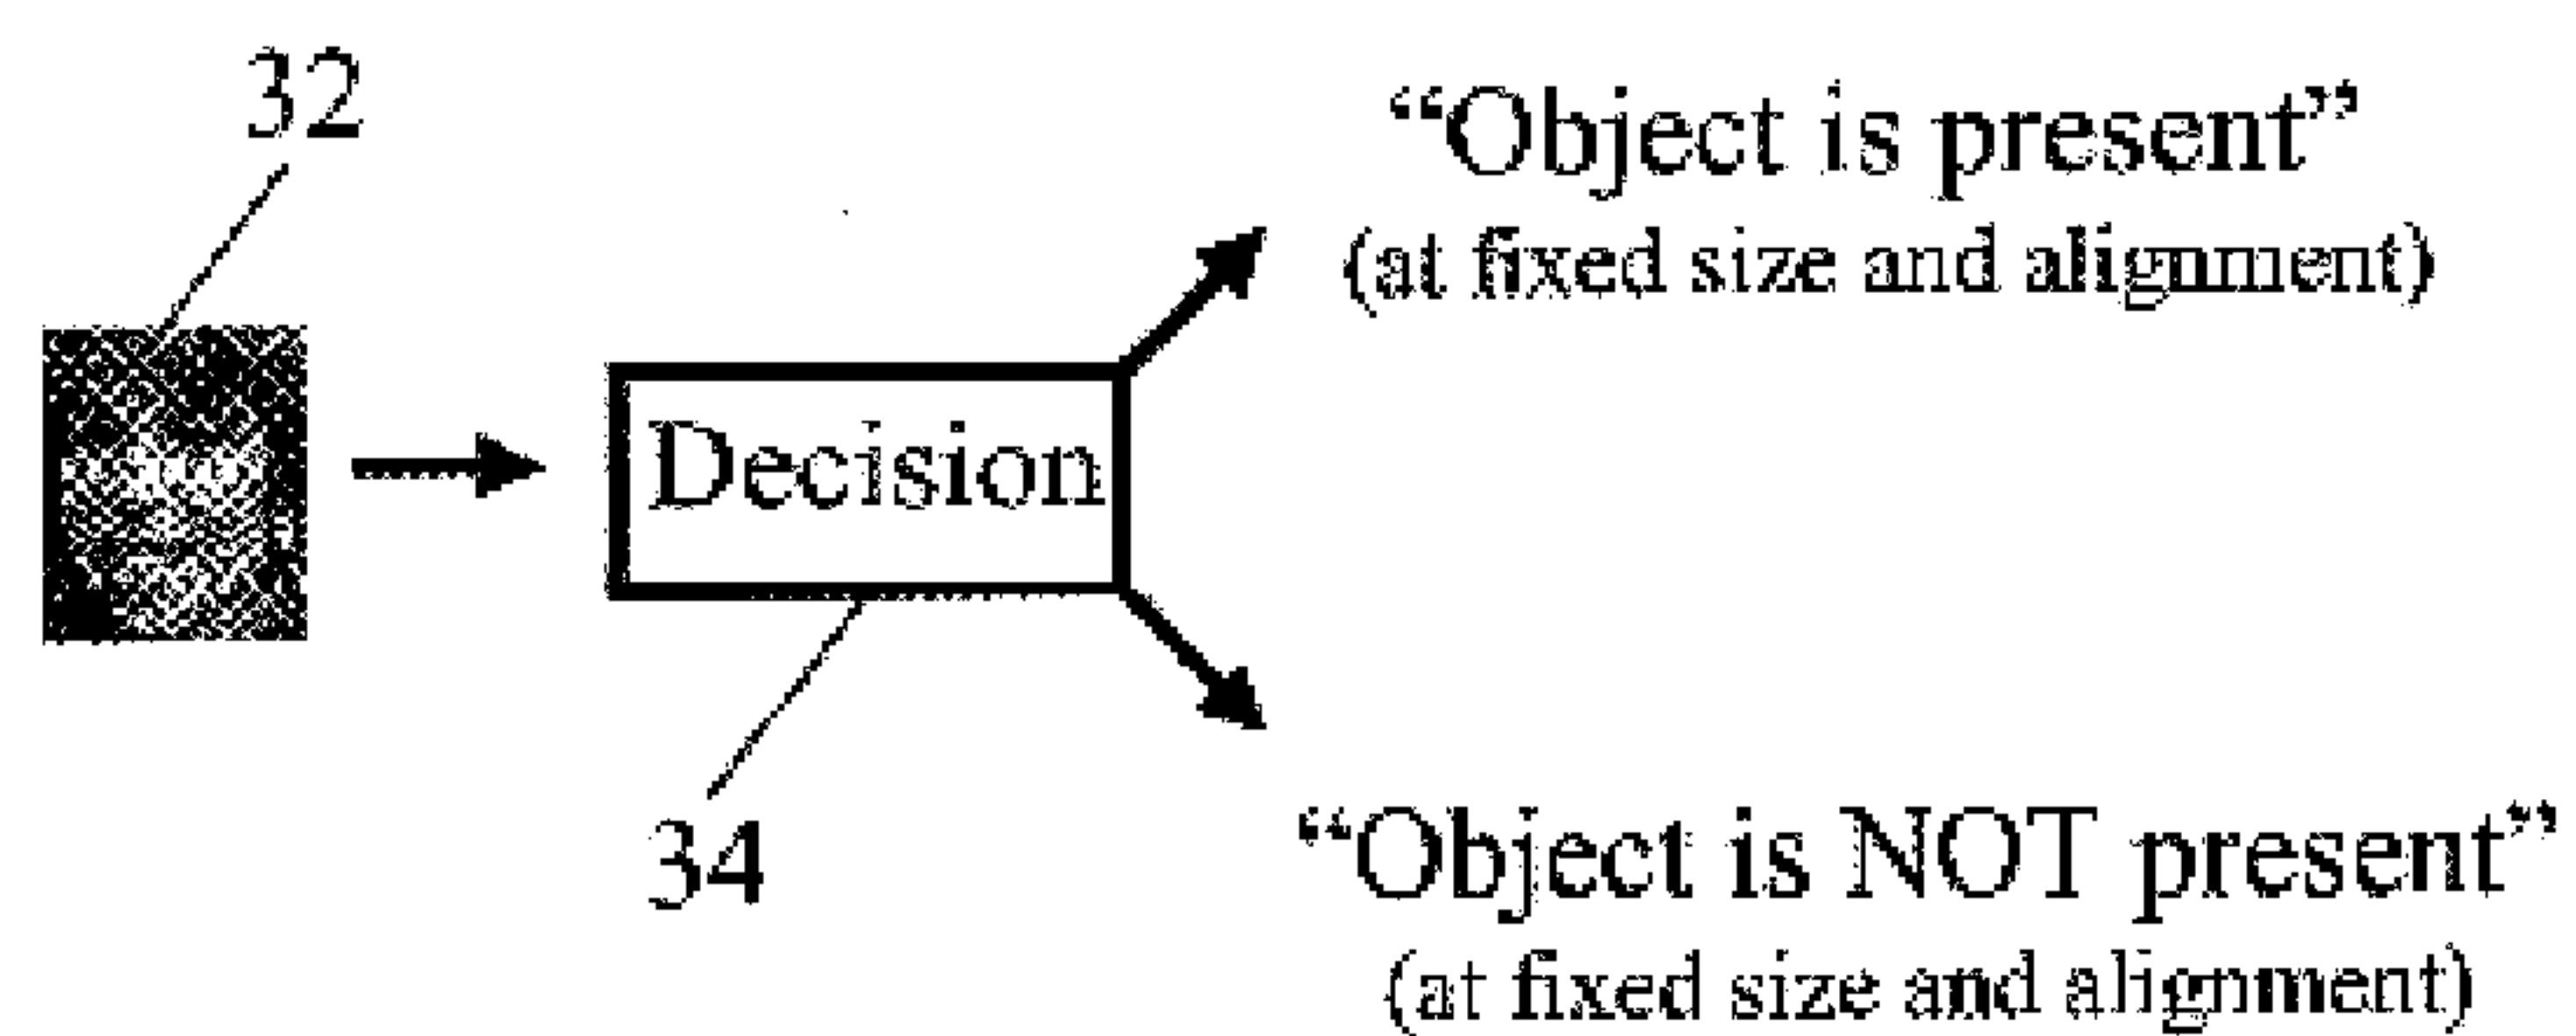 32
“Object is present”
(at fixed size and alignment)
Decision
34
“Object is NOT present”
(at fixed size and alignment)